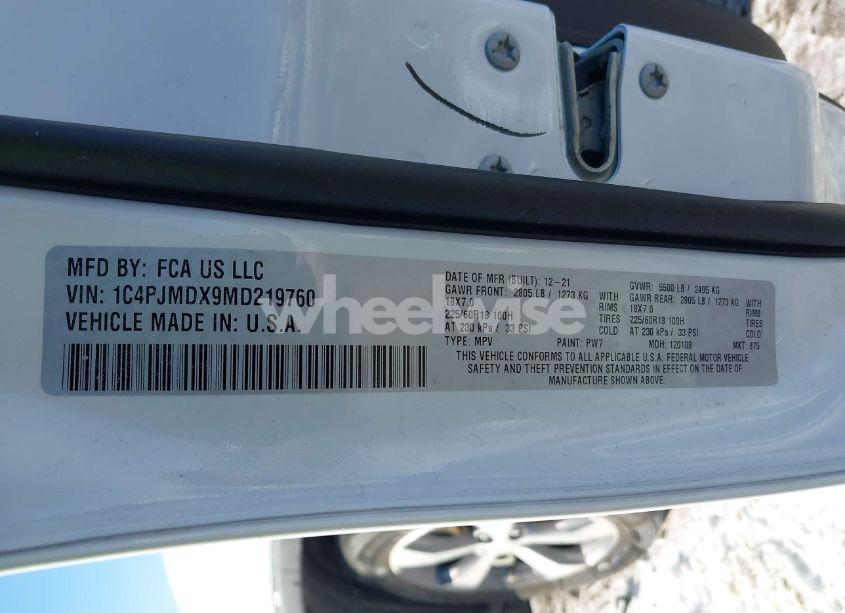 MFD BY: FCA US LLC
VIN: 1C4PJMDX9MD219760
VEHICLE MADE IN: U.S.A.
DATE OF MFR (BUILT): 12-21
GAWR FRONT: 2805 LB / 1273 KG WITH
18X7.0 RIMS
225/60R18 100H TIRES
AT 230 kPa / 33 PSI COLD
GVWR: 5500 LB / 2495 KG
GAWR REAR: 2805 LB / 1273 KG WITH
18X7.0 RIMS
225/60R18 100H TIRES
AT 230 kPa / 33 PSI COLD
TYPE: MPV PAINT: PW7 MDH: 120108 MKT: 875
THIS VEHICLE CONFORMS TO ALL APPLICABLE U.S.A. FEDERAL MOTOR VEHICLE
SAFETY AND THEFT PREVENTION STANDARDS IN EFFECT ON THE DATE OF
MANUFACTURE SHOWN ABOVE.
wheelwise